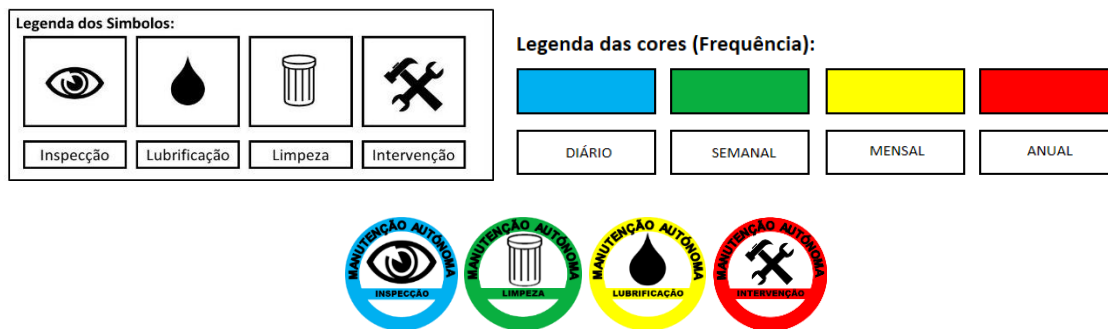 Legenda dos Simbolos:
Inspecção
Lubrificação
Limpeza
Intervenção
Legenda das cores (Frequência):
DIÁRIO
SEMANAL
MENSAL
ANUAL
MANUTENÇÃO AUTÓNOMA
INSPECÇÃO
MANUTENÇÃO AUTÓNOMA
LIMPEZA
MANUTENÇÃO AUTÓNOMA
LUBRIFICAÇÃO
MANUTENÇÃO AUTÓNOMA
INTERVENÇÃO